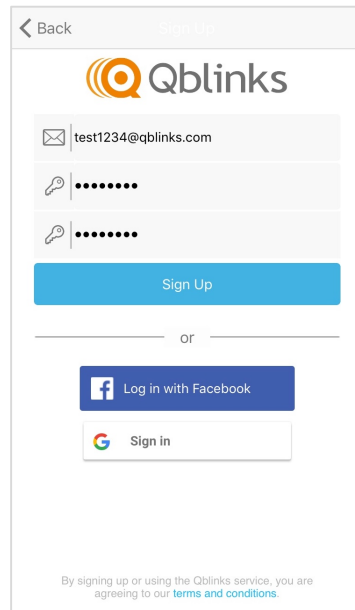 Back
Sign Up
Qblinks
test1234@qblinks.com
••••••••
••••••••
Sign Up
or
Log in with Facebook
Sign in
By signing up or using the Qblinks service, you are
agreeing to our terms and conditions.